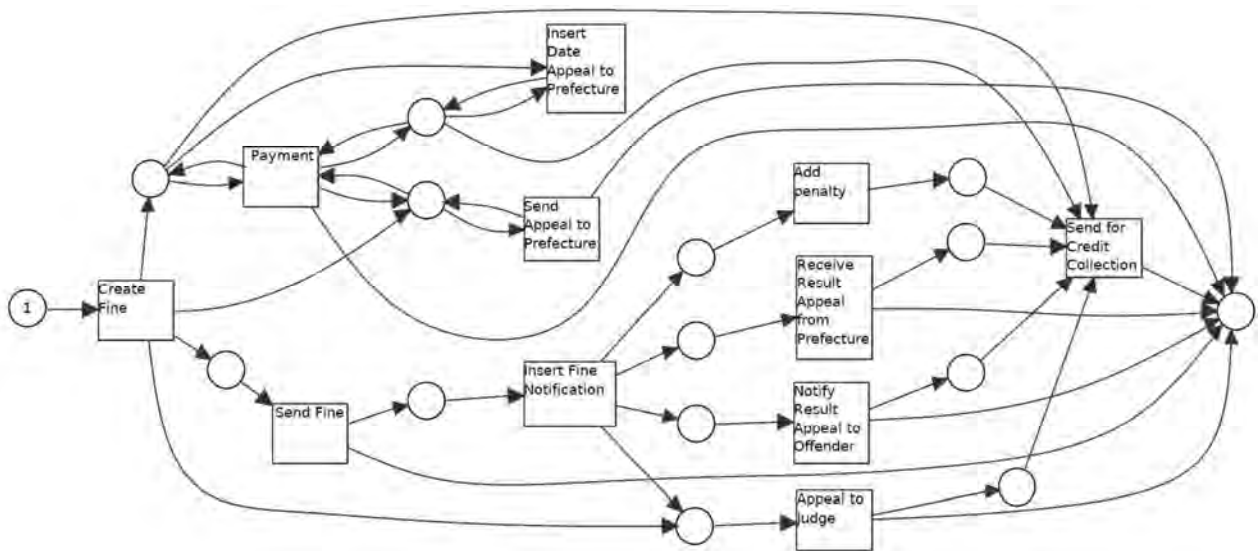 Insert
Date
Appeal to
Prefecture
Payment
Add
penalty
Send
Appeal to
Prefecture
Send for
Credit
Collection
Create
Fine
1
Receive
Result
Appeal
from
Prefecture
Insert Fine
Notification
Send Fine
Notify
Result
Appeal to
Offender
Appeal to
Judge